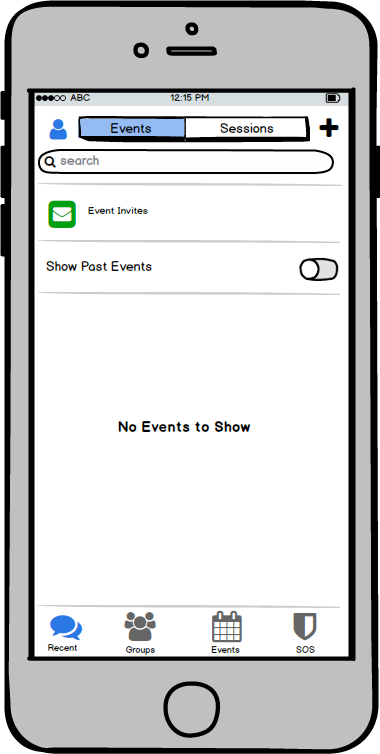 ABC 12:15 PM
Events Sessions
search
Event Invites
Show Past Events
No Events to Show
Recent Groups Events SOS